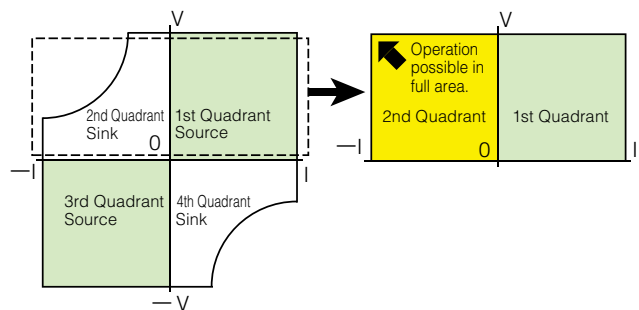 V
2nd Quadrant
Sink
1st Quadrant
Source
0
—I
I
3rd Quadrant
Source
4th Quadrant
Sink
— V
V
Operation
possible in
full area.
2nd Quadrant
1st Quadrant
0
—I
I